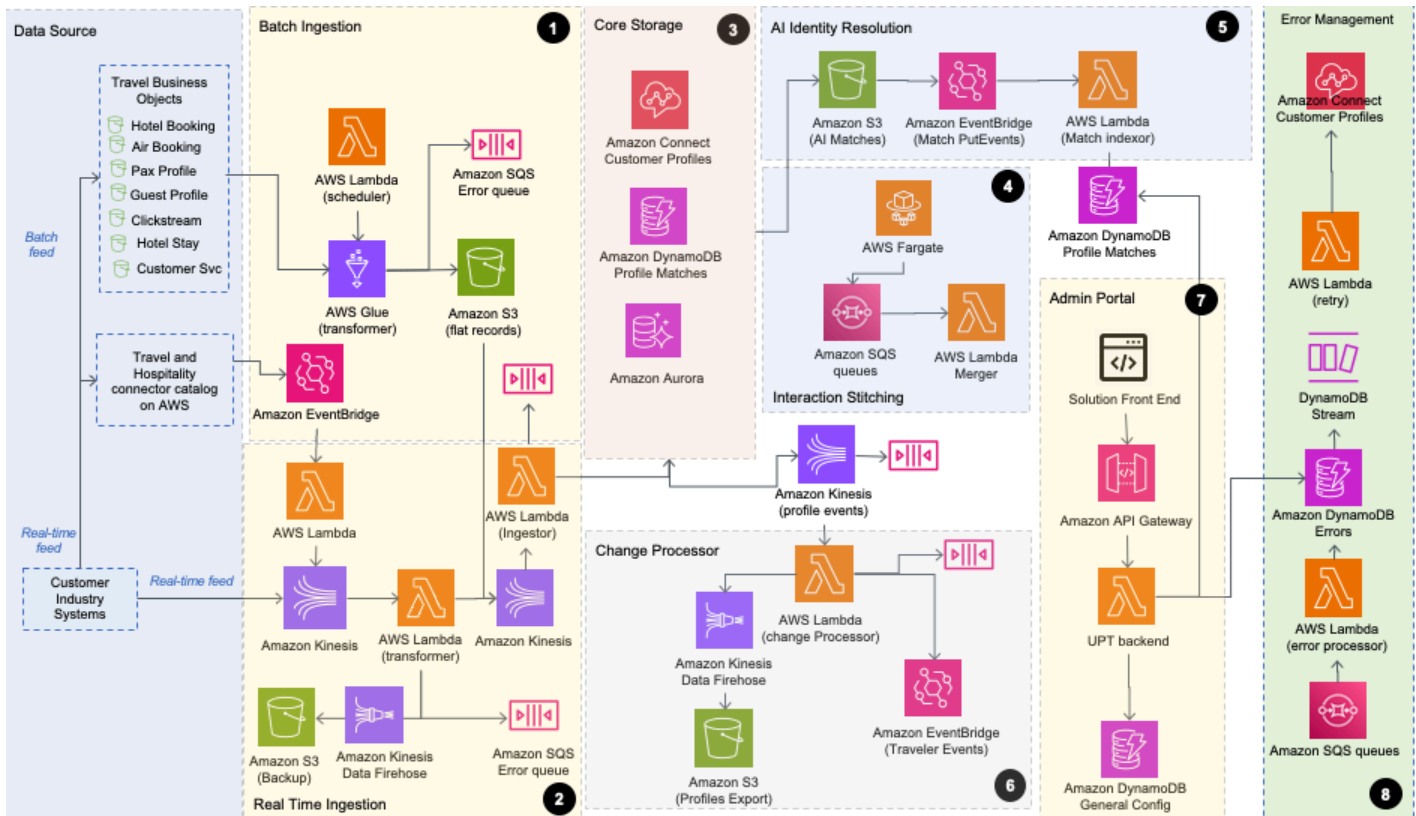 Data Source
Travel Business
Objects
Hotel Booking
Air Booking
Pax Profile
Guest Profile
Clickstream
Hotel Stay
Customer Svc
Batch
feed
Travel and
Hospitality
connector catalog
on AWS
Real-time
feed
Customer
Industry
Systems
Real-time feed
Batch Ingestion
1
AWS Lambda
(scheduler)
Amazon SQS
Error queue
AWS Glue
(transformer)
Amazon S3
(flat records)
Amazon EventBridge
AWS Lambda
Amazon Kinesis
AWS Lambda
(transformer)
AWS Lambda
(Ingestor)
Amazon Kinesis
Amazon S3
(Backup)
Amazon Kinesis
Data Firehose
Amazon SQS
Error queue
Real Time Ingestion
2
Core Storage
3
Amazon Connect
Customer Profiles
Amazon DynamoDB
Profile Matches
Amazon Aurora
AI Identity Resolution
5
Amazon S3
(AI Matches)
Amazon EventBridge
(Match PutEvents)
AWS Lambda
(Match indexor)
4
AWS Fargate
Amazon SQS
queues
AWS Lambda
Merger
Interaction Stitching
Amazon DynamoDB
Profile Matches
Amazon Kinesis
(profile events)
Change Processor
AWS Lambda
(change Processor)
Amazon Kinesis
Data Firehose
Amazon S3
(Profiles Export)
Amazon EventBridge
(Traveler Events)
6
Admin Portal
7
Solution Front End
Amazon API Gateway
UPT backend
Amazon DynamoDB
General Config
Error Management
Amazon Connect
Customer Profiles
AWS Lambda
(retry)
DynamoDB
Stream
Amazon DynamoDB
Errors
AWS Lambda
(error processor)
Amazon SQS queues
8